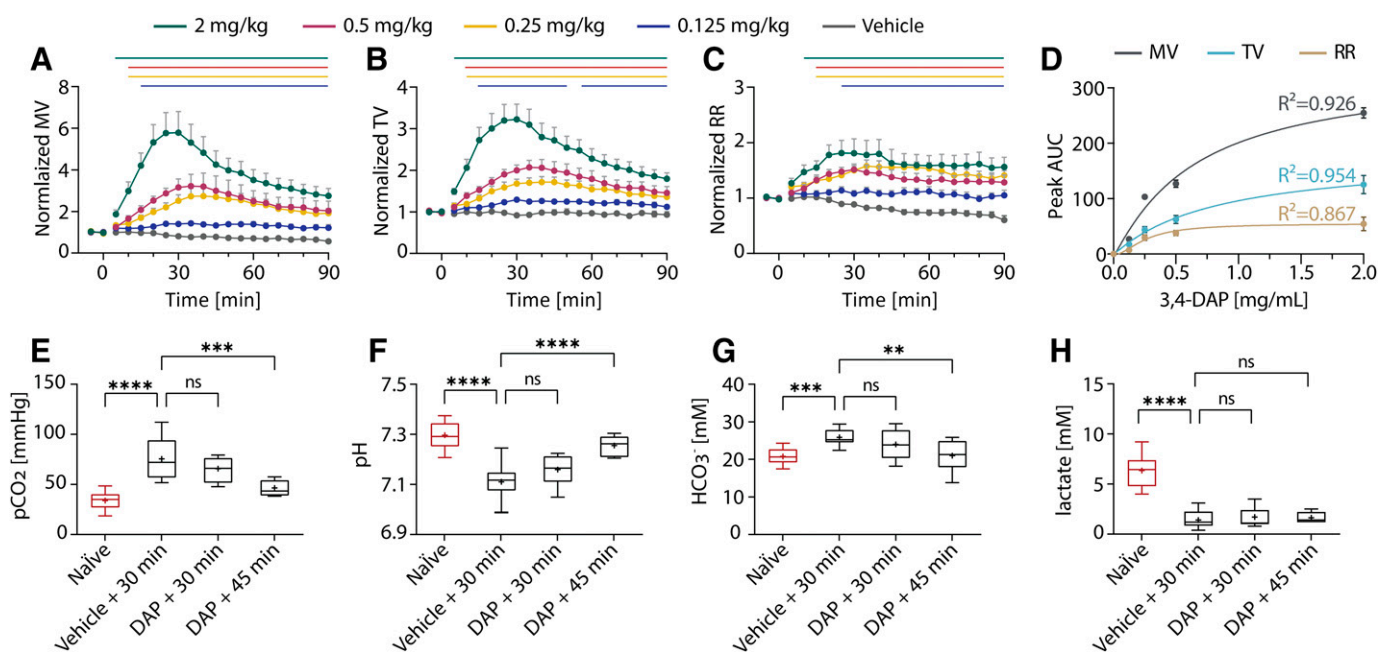 2 mg/kg 0.5 mg/kg 0.25 mg/kg 0.125 mg/kg Vehicle
A
Normlaized MV
8
6
4
2
0
0 30 60 90
Time [min]
B
Normalized TV
4
3
2
1
0
0 30 60 90
Time [min]
C
Normalized RR
3
2
1
0
0 30 60 90
Time [min]
D
MV TV RR
Peak AUC
300
200
100
0
R²=0.926
R²=0.954
R²=0.867
0.0 0.5 1.0 1.5 2.0
3,4-DAP [mg/mL]
E
pCO₂ [mmHg]
150
100
50
0
***
**** ns
Naïve
Vehicle + 30 min
DAP + 30 min
DAP + 45 min
F
pH
7.5
7.3
7.1
6.9
****
**** ns
Naïve
Vehicle + 30 min
DAP + 30 min
DAP + 45 min
G
HCO₃⁻ [mM]
40
30
20
10
0
**
*** ns
Naïve
Vehicle + 30 min
DAP + 30 min
DAP + 45 min
H
lactate [mM]
15
10
5
0
ns
**** ns
Naïve
Vehicle + 30 min
DAP + 30 min
DAP + 45 min